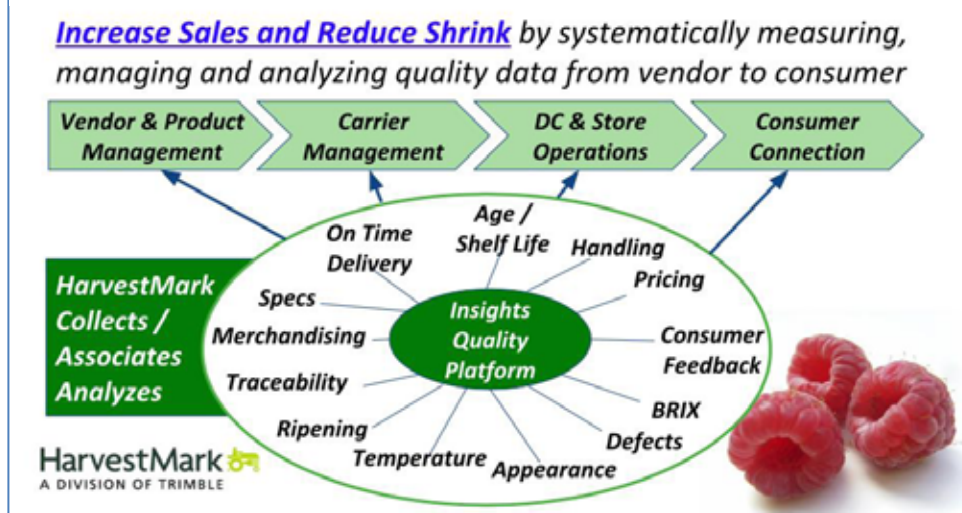 Increase Sales and Reduce Shrink by systematically measuring,
managing and analyzing quality data from vendor to consumer
Vendor & Product
Management
Carrier
Management
DC & Store
Operations
Consumer
Connection
HarvestMark
Collects /
Associates
Analyzes
On Time
Delivery
Age /
Shelf Life
Handling
Pricing
Specs
Merchandising
Traceability
Ripening
Temperature
Appearance
Defects
BRIX
Consumer
Feedback
Insights
Quality
Platform
HarvestMark
A DIVISION OF TRIMBLE